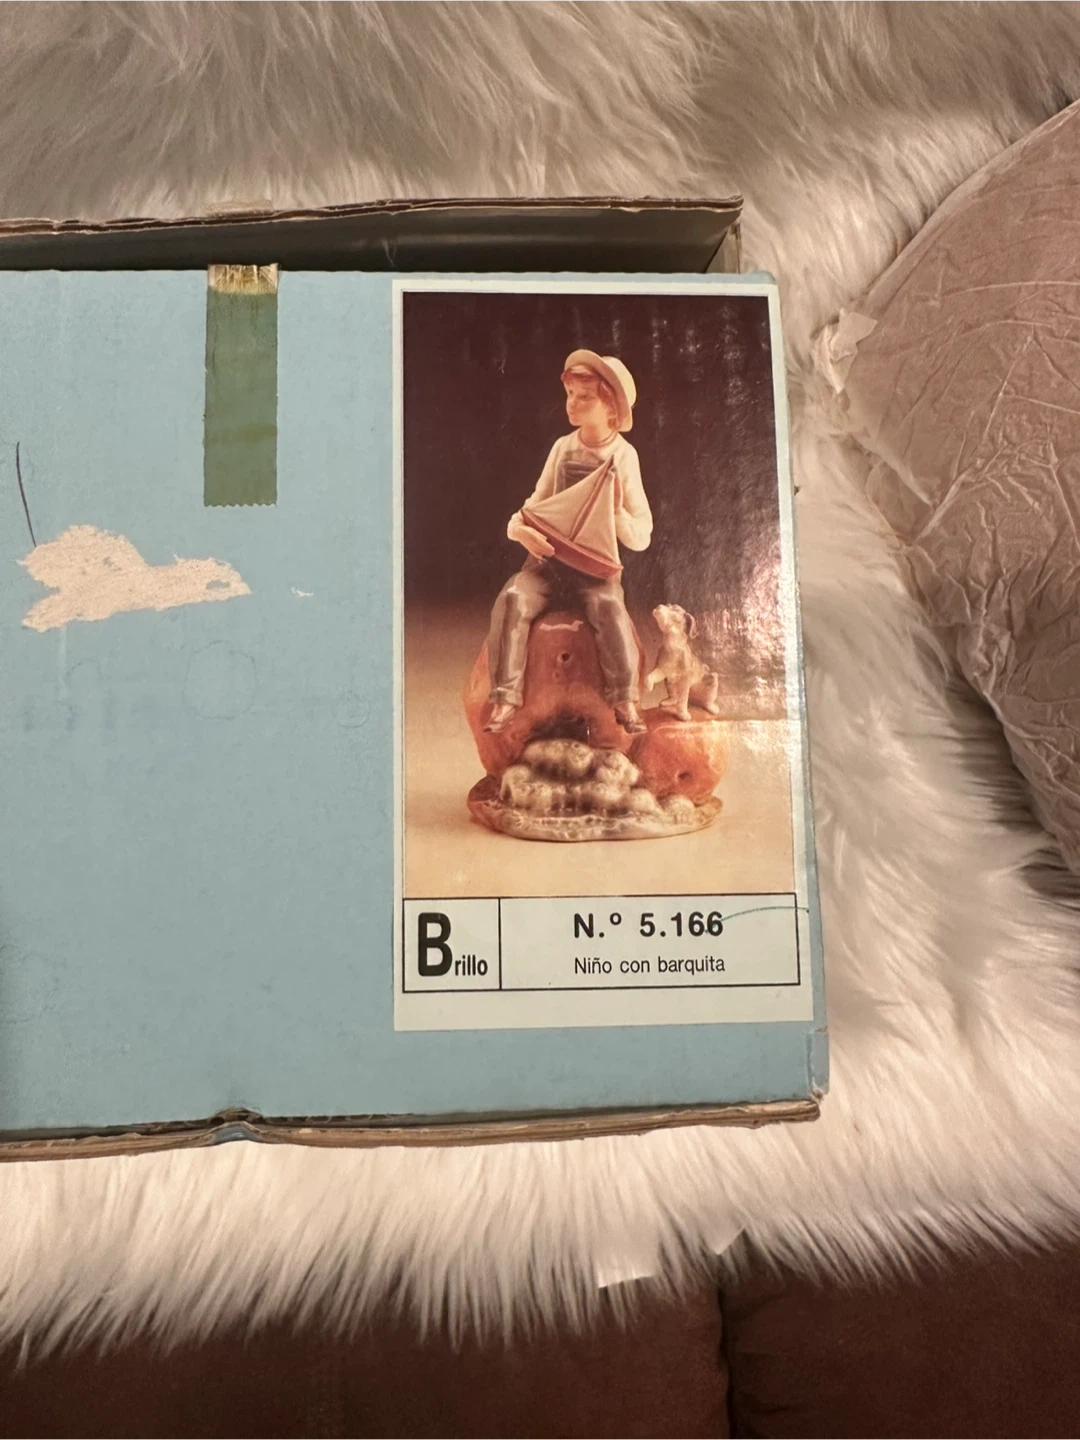 Brillo
N.º 5.166
Niño con barquita